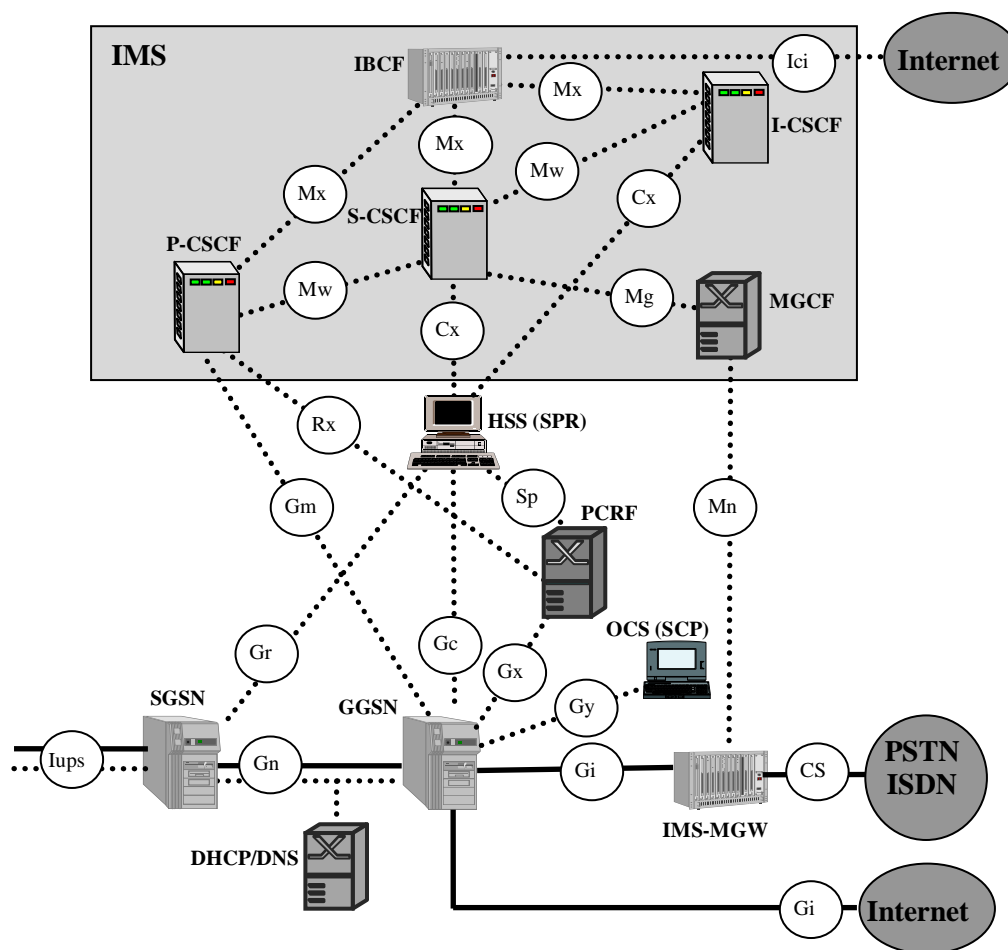 IMS
IBCF
Ici
Internet
Mx
I-CSCF
Mx
Mw
Mx
Cx
S-CSCF
P-CSCF
Mw
Mg
MGCF
Cx
HSS (SPR)
Rx
Gm
Sp
PCRF
Mn
OCS (SCP)
Gr
Gc
Gx
SGSN
GGSN
Gy
Iups
Gn
Gi
CS
PSTN
ISDN
IMS-MGW
DHCP/DNS
Gi
Internet